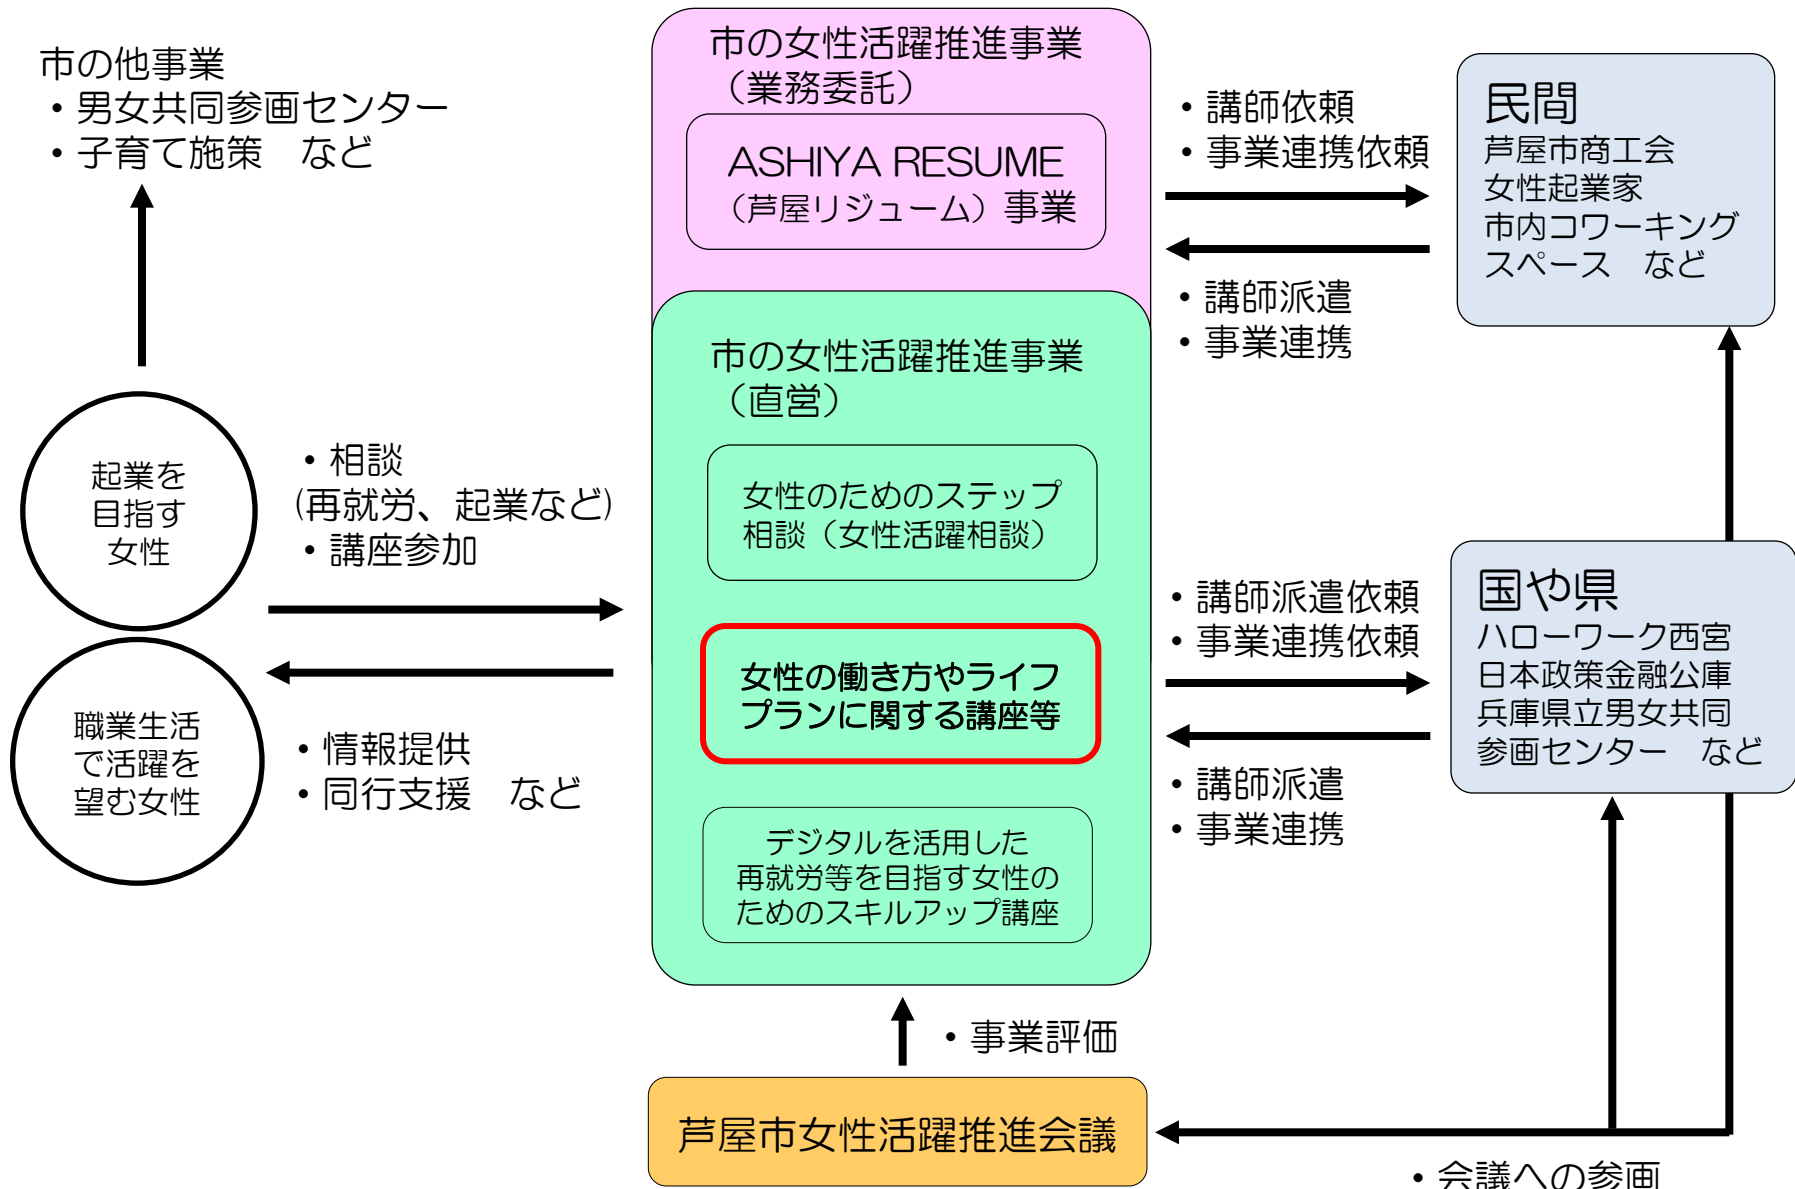 市の他事業
・男女共同参画センター
・子育て施策　など
起業を
目指す
女性
職業生活
で活躍を
望む女性
・相談
(再就労、起業など)
・講座参加
・情報提供
・同行支援　など
市の女性活躍推進事業
（業務委託）
ASHIYA RESUME
（芦屋リジューム）事業
市の女性活躍推進事業
（直営）
女性のためのステップ
相談（女性活躍相談）
女性の働き方やライフ
プランに関する講座等
デジタルを活用した
再就労等を目指す女性の
ためのスキルアップ講座
・事業評価
芦屋市女性活躍推進会議
・講師依頼
・事業連携依頼
・講師派遣
・事業連携
民間
芦屋市商工会
女性起業家
市内コワーキング
スペース　など
・講師派遣依頼
・事業連携依頼
・講師派遣
・事業連携
国や県
ハローワーク西宮
日本政策金融公庫
兵庫県立男女共同
参画センター　など
・会議への参画